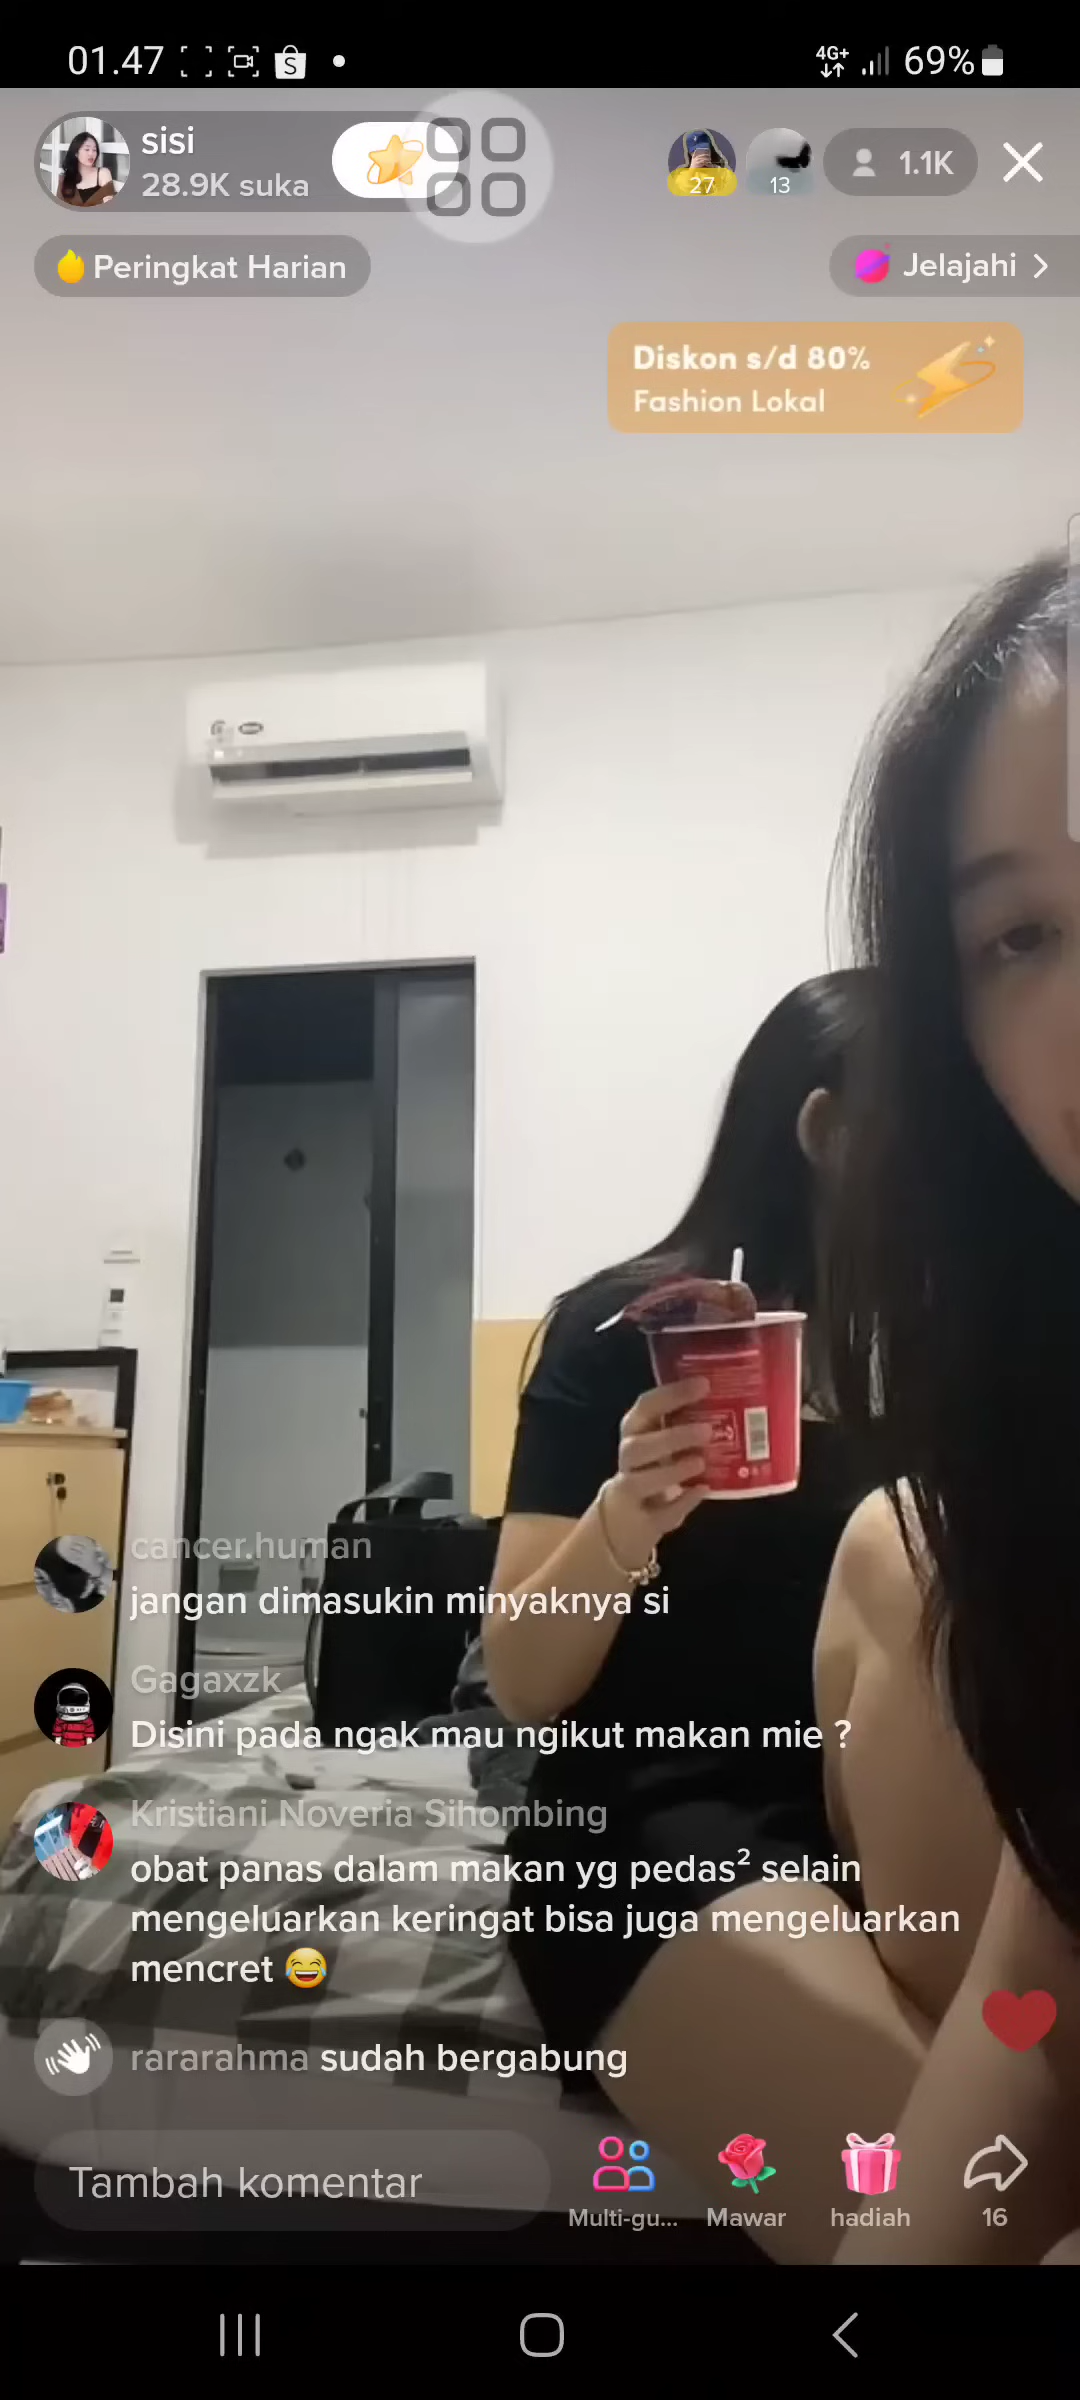 01.47
4G+ 69%
sisi
28.9K suka
27
13
1.1K
Peringkat Harian
Jelajahi
Diskon s/d 80%
Fashion Lokal
cancer.human
jangan dimasukin minyaknya si
Gagaxzk
Disini pada ngak mau ngikut makan mie ?
Kristiani Noveria Sihombing
obat panas dalam makan yg pedas² selain
mengeluarkan keringat bisa juga mengeluarkan
mencret 😂
rararahma sudah bergabung
Tambah komentar
Multi-gu...
Mawar
hadiah
16